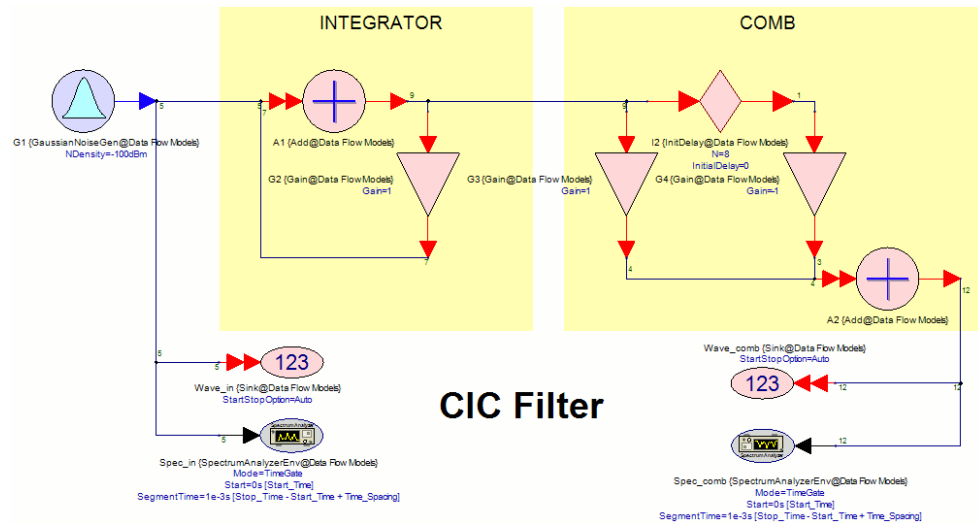 INTEGRATOR
COMB
5
5
7
9
9
1
G1 {GaussianNoiseGen@Data Flow Models}
NDensity=-100dBm
A1 {Add@Data Flow Models}
I2 {InitDelay@Data Flow Models}
N=8
InitialDelay=0
G2 {Gain@Data Flow Models}
Gain=1
G3 {Gain@Data Flow Models}
Gain=1
G4 {Gain@Data Flow Models}
Gain=-1
7
4
3
4
12
A2 {Add@Data Flow Models}
5
5
123
Wave_in {Sink@Data Flow Models}
StartStopOption=Auto
Wave_comb {Sink@Data Flow Models}
StartStopOption=Auto
123
12
12
CIC Filter
5
SpectrumAnalyzer
Spec_in {SpectrumAnalyzerEnv@Data Flow Models}
Mode=TimeGate
Start=0s [Start_Time]
SegmentTime=1e-3s [Stop_Time - Start_Time + Time_Spacing]
12
SpectrumAnalyzer
Spec_comb {SpectrumAnalyzerEnv@Data Flow Models}
Mode=TimeGate
Start=0s [Start_Time]
SegmentTime=1e-3s [Stop_Time - Start_Time + Time_Spacing]